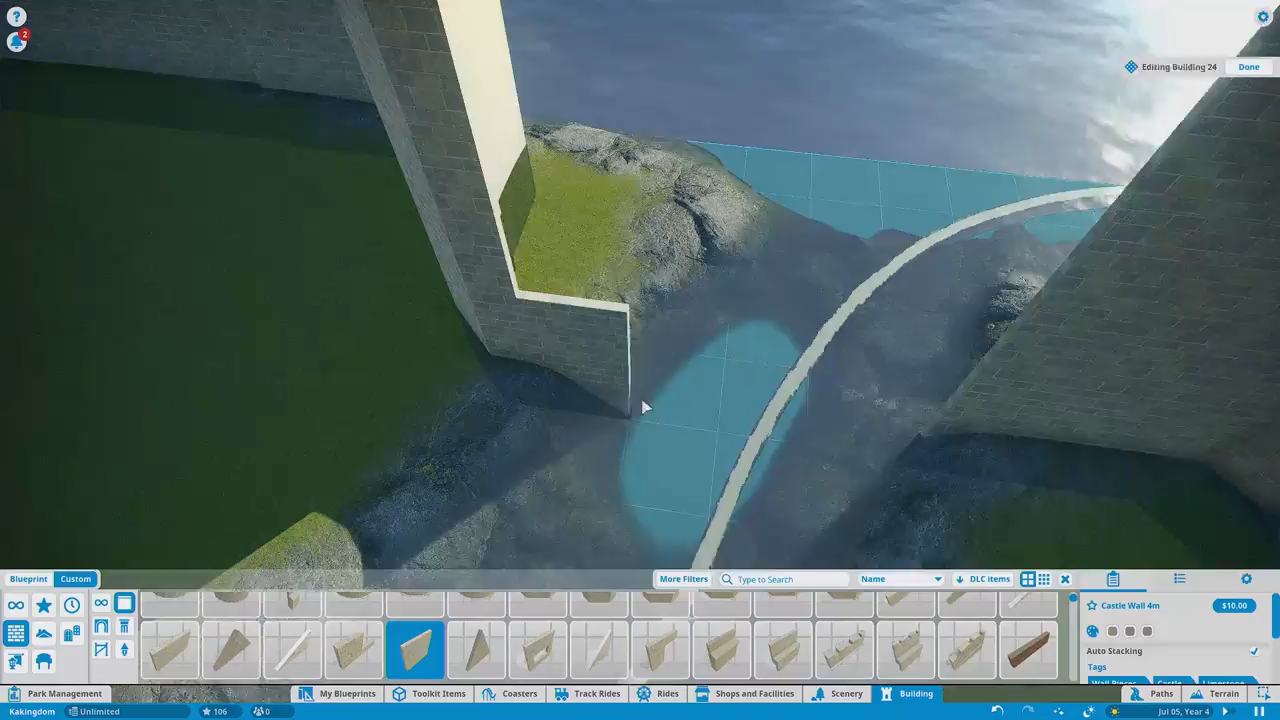 ?
2
Editing Building 24 Done
Blueprint Custom More Filters Type to Search Name DLC items
Castle Wall 4m $10.00
Auto Stacking
Tags
Park Management My Blueprints Toolkit Items Coasters Track Rides Rides Shops and Facilities Scenery Building Paths Terrain
Kakingdom Unlimited 106 0 Jul 05, Year 4